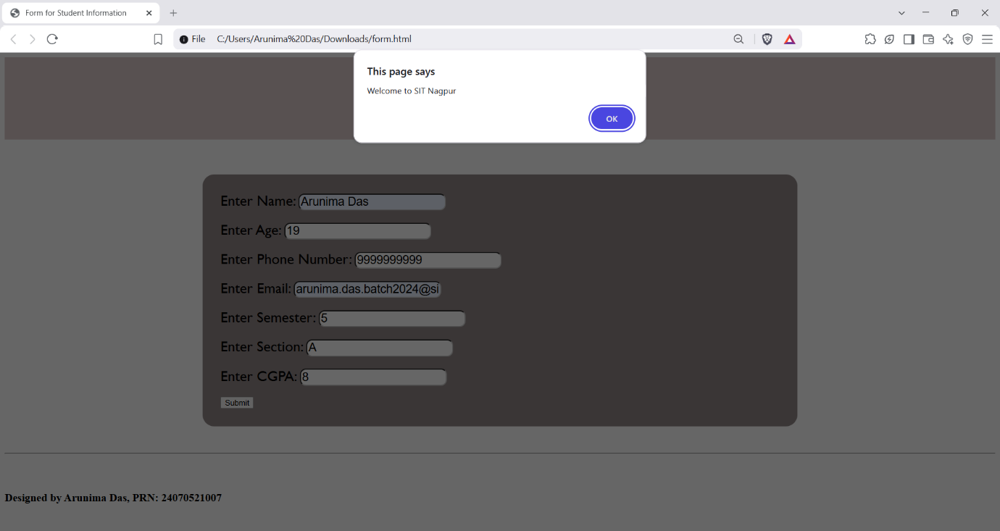 Form for Student Information
File C:/Users/Arunima%20Das/Downloads/form.html
This page says
Welcome to SIT Nagpur
OK
Enter Name: Arunima Das
Enter Age: 19
Enter Phone Number: 9999999999
Enter Email: arunima.das.batch2024@si
Enter Semester: 5
Enter Section: A
Enter CGPA: 8
Submit
Designed by Arunima Das, PRN: 24070521007